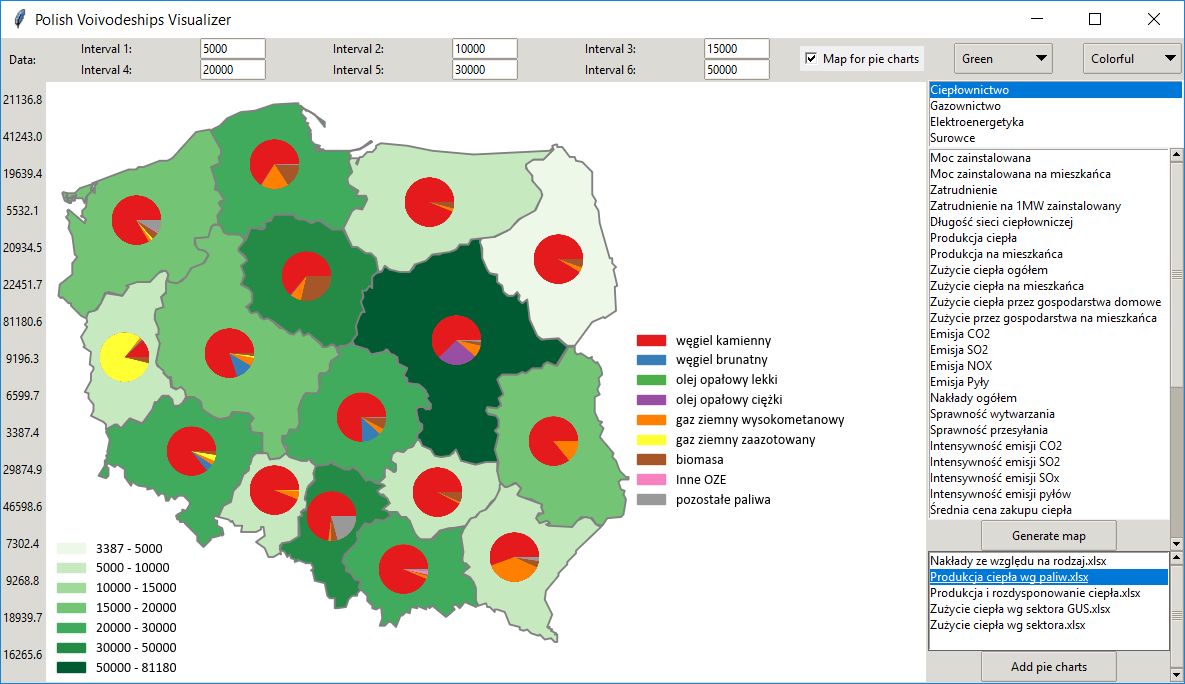 Polish Voivodeships Visualizer
Data:
Interval 1: 5000 Interval 2: 10000 Interval 3: 15000
Interval 4: 20000 Interval 5: 30000 Interval 6: 50000
Map for pie charts
Green
Colorful
21136.8
41243.0
19639.4
5532.1
20934.5
22451.7
81180.6
9196.3
6599.7
3387.4
29874.9
46598.6
7302.4
9268.8
18939.7
16265.6
węgiel kamienny
węgiel brunatny
olej opałowy lekki
olej opałowy ciężki
gaz ziemny wysokometanowy
gaz ziemny zaazotowany
biomasa
Inne OZE
pozostałe paliwa
3387 - 5000
5000 - 10000
10000 - 15000
15000 - 20000
20000 - 30000
30000 - 50000
50000 - 81180
Ciepłownictwo
Gazownictwo
Elektroenergetyka
Surowce
Moc zainstalowana
Moc zainstalowana na mieszkańca
Zatrudnienie
Zatrudnienie na 1MW zainstalowany
Długość sieci ciepłowniczej
Produkcja ciepła
Produkcja na mieszkańca
Zużycie ciepła ogółem
Zużycie ciepła na mieszkańca
Zużycie ciepła przez gospodarstwa domowe
Zużycie przez gospodarstwa na mieszkańca
Emisja CO2
Emisja SO2
Emisja NOX
Emisja Pyły
Nakłady ogółem
Sprawność wytwarzania
Sprawność przesyłania
Intensywność emisji CO2
Intensywność emisji SO2
Intensywność emisji SOx
Intensywność emisji pyłów
Średnia cena zakupu ciepła
Generate map
Nakłady ze względu na rodzaj.xlsx
Produkcja ciepła wg paliw.xlsx
Produkcja i rozdysponowanie ciepła.xlsx
Zużycie ciepła wg sektora GUS.xlsx
Zużycie ciepła wg sektora.xlsx
Add pie charts